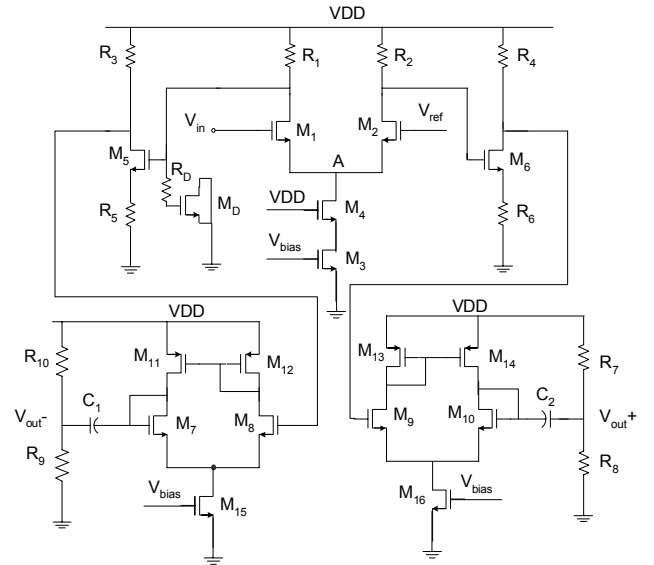 VDD
R3 R1 R2 R4
Vin M1 M2 Vref
M5 A M6
RD MD VDD M4
R5 R6
Vbias M3
VDD VDD
R10 M11 M12 M13 M14 R7
Vout- C1 M7 M8 M9 M10 C2 Vout+
R9 R8
Vbias M15 M16 Vbias